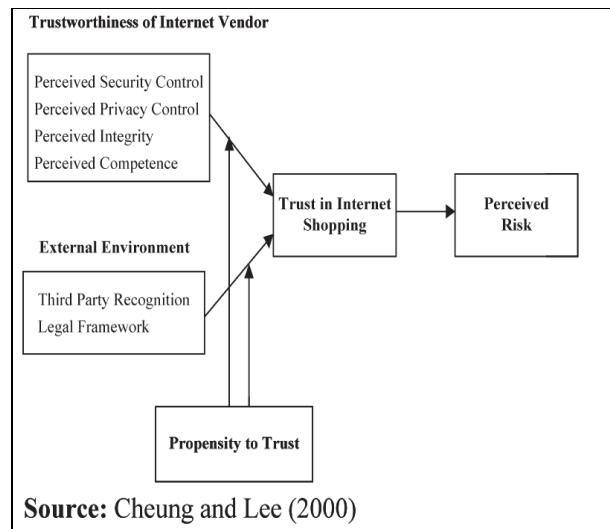 Trustworthiness of Internet Vendor
Perceived Security Control
Perceived Privacy Control
Perceived Integrity
Perceived Competence
Trust in Internet
Shopping
Perceived
Risk
External Environment
Third Party Recognition
Legal Framework
Propensity to Trust
Source: Cheung and Lee (2000)